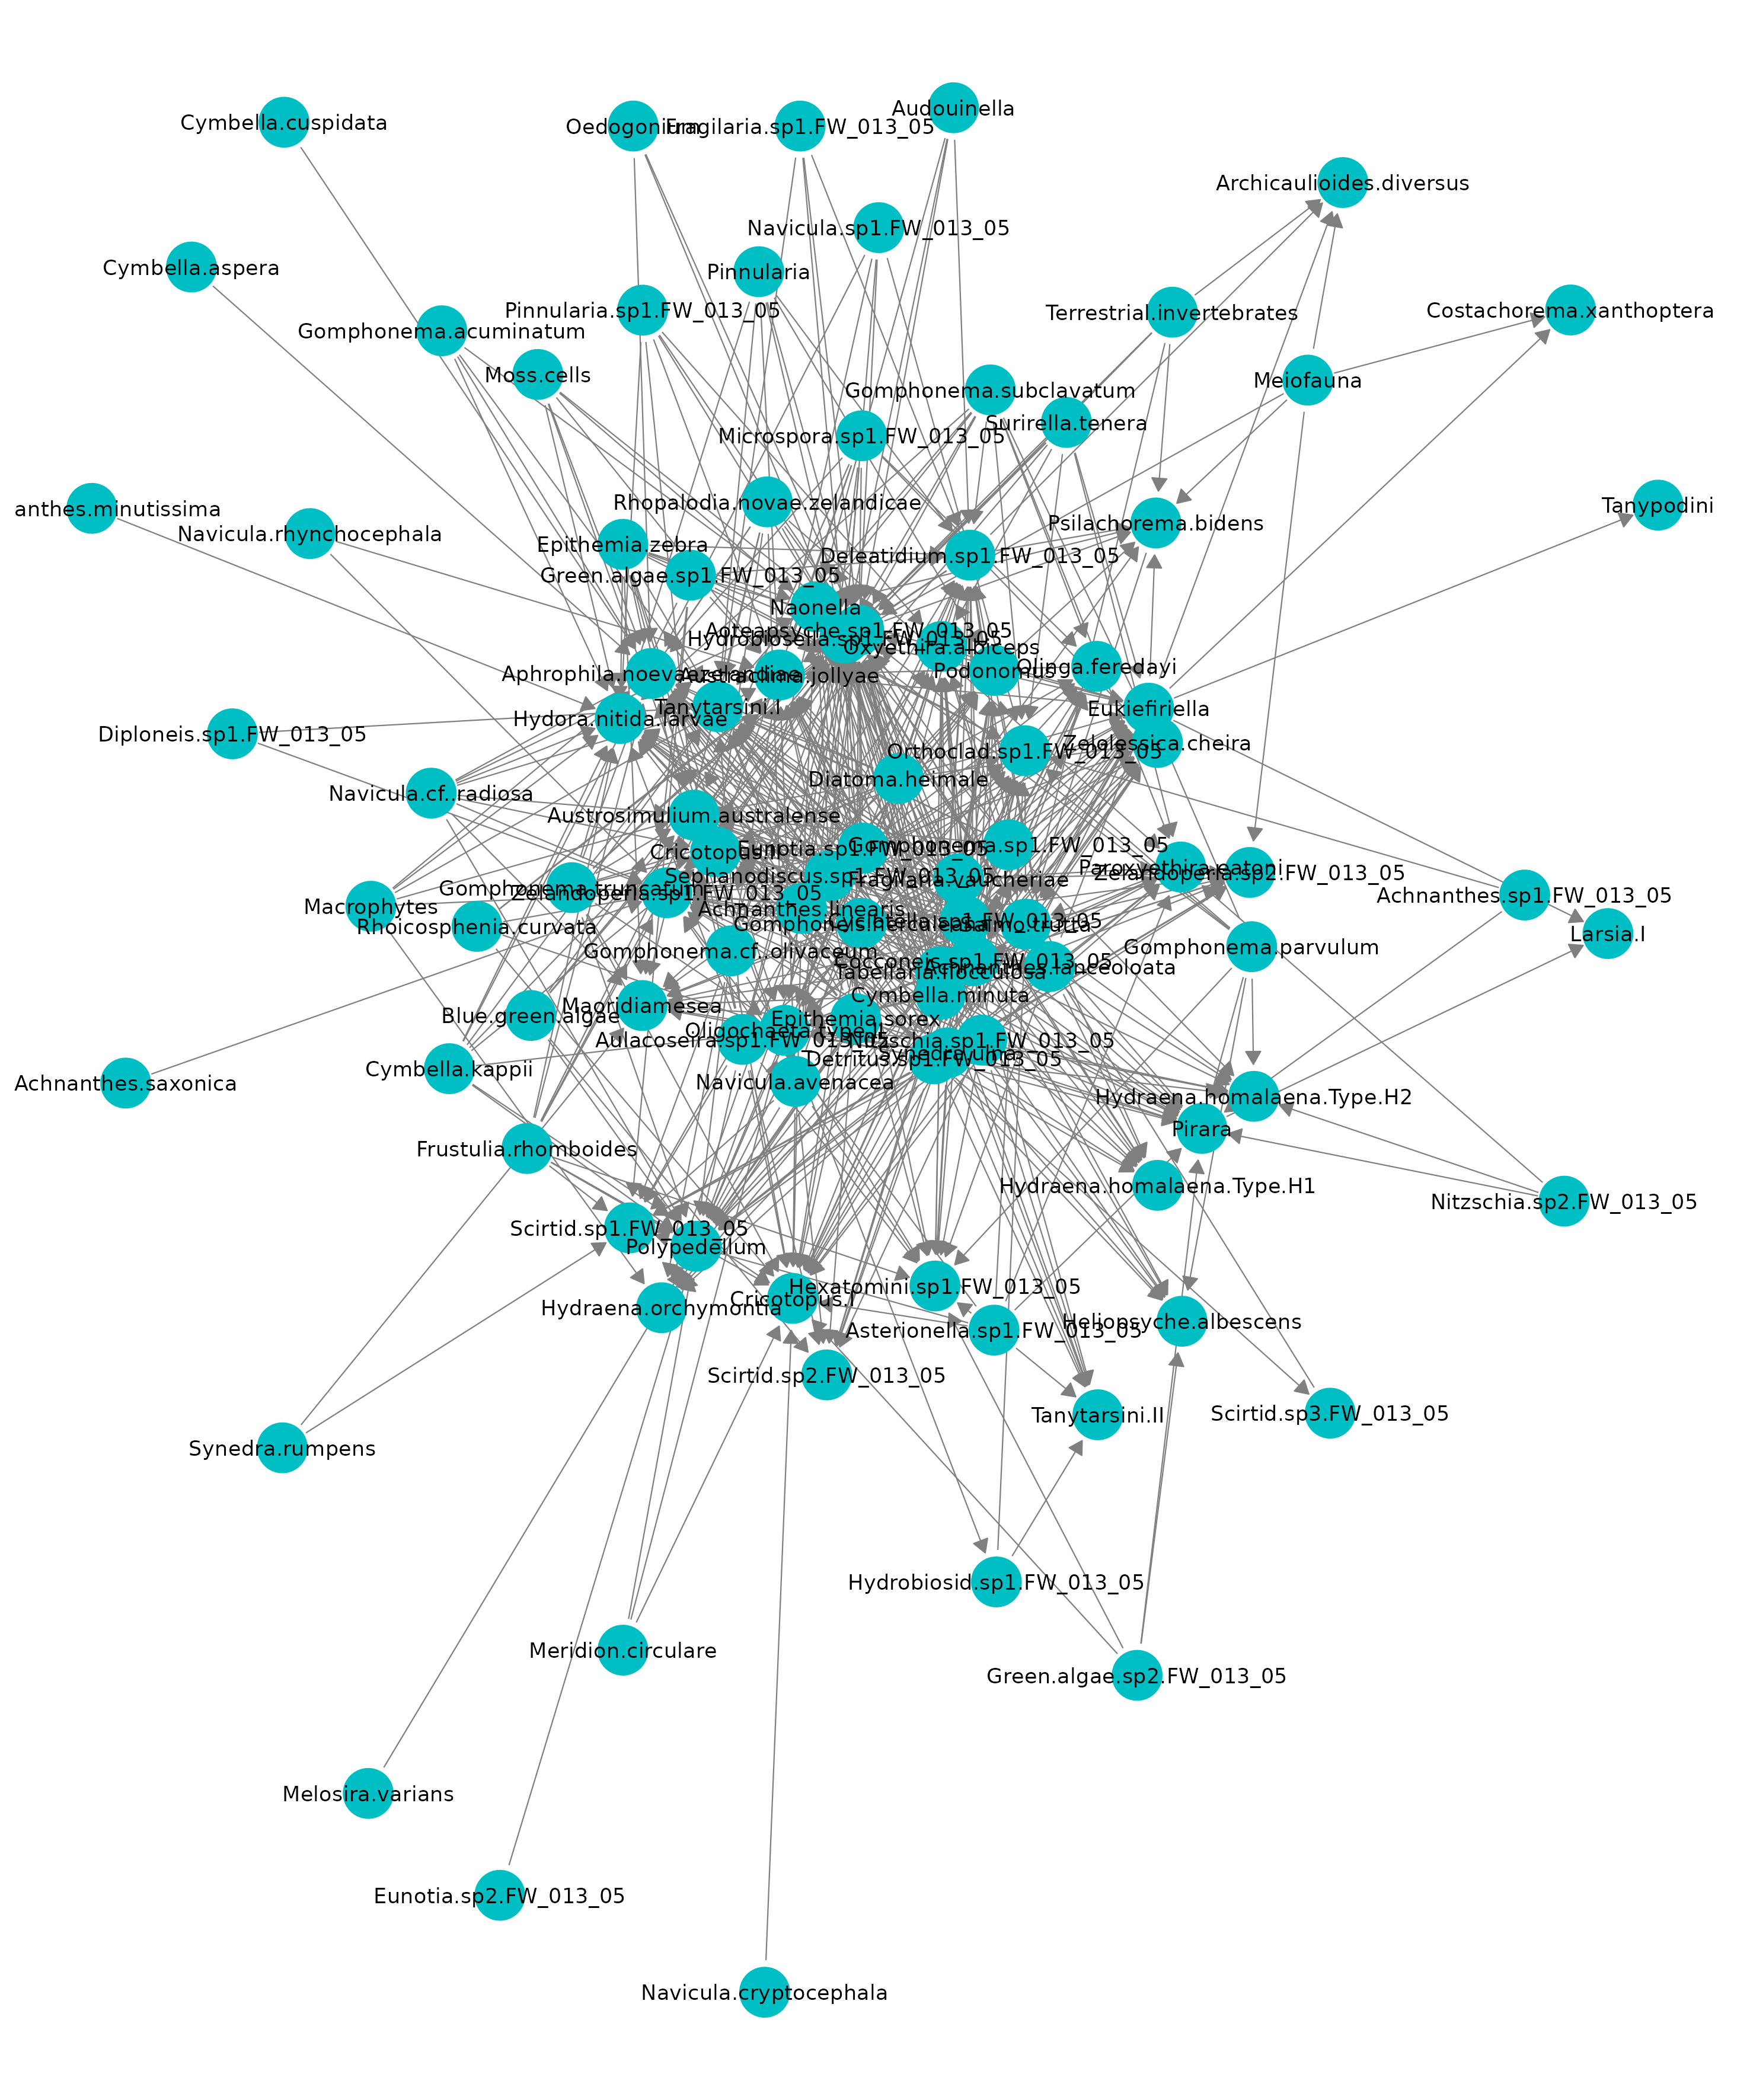 Audouinella
Cymbella.cuspidata
Oedogonium
Fragilaria.sp1.FW_013_05
Archicaulioides.diversus
Navicula.sp1.FW_013_05
Cymbella.aspera
Pinnularia
Pinnularia.sp1.FW_013_05
Terrestrial.invertebrates
Costachorema.xanthoptera
Gomphonema.acuminatum
Moss.cells
Meiofauna
Gomphonema.subclavatum
Surirella.tenera
Microspora.sp1.FW_013_05
Rhopalodia.novae.zelandicae
anthes.minutissima
Tanypodini
Navicula.rhynchocephala
Psilachorema.bidens
Epithemia.zebra
Deleatidium.sp1.FW_013_05
Green.algae.sp1.FW_013_05
Naonella
Aoteapsyche.sp1.FW_013_05
Hydrobiosella.sp1.FW_013_05
Oxyethira.albiceps
Olinga.feredayi
Podonomus
Aphrophila.noevaezelandiae
Austraclima.jollyae
Tanytarsini.I
Eukiefiriella
Hydora.nitida.larvae
Diploneis.sp1.FW_013_05
Zelolessica.cheira
Orthoclad.sp1.FW_013_05
Diatoma.heimale
Navicula.cf..radiosa
Austrosimulium.australense
Gomphonema.sp1.FW_013_05
Eunotia.sp1.FW_013_05
Cricotopus.II
Paroxyethira.eatoni
Zelandoperla.sp2.FW_013_05
Sephanodiscus.sp1.FW_013_05
Fragilaria.vaucheriae
Gomphonema.truncatum
Zelandoperla.sp1.FW_013_05
Achnanthes.sp1.FW_013_05
Macrophytes
Achnanthes.linearis
Gomphoneis.herculeana
Cyclotella.sp1.FW_013_05
Salmo.trutta
Rhoicosphenia.curvata
Larsia.I
Gomphonema.parvulum
Gomphonema.cf..olivaceum
Cocconeis.sp1.FW_013_05
Achnanthes.lanceoloata
Tabellaria.flocculosa
Cymbella.minuta
Maoridiamesea
Blue.green.algae
Epithemia.sorex
Oligochaeta.type.II
Aulacoseira.sp1.FW_013_05
Nitzschia.sp1.FW_013_05
Synedra.ulna
Detritus.sp1.FW_013_05
Cymbella.kappii
Achnanthes.saxonica
Navicula.avenacea
Hydraena.homalaena.Type.H2
Pirara
Frustulia.rhomboides
Hydraena.homalaena.Type.H1
Nitzschia.sp2.FW_013_05
Scirtid.sp1.FW_013_05
Polypedellum
Hexatomini.sp1.FW_013_05
Cricotopus.I
Hydraena.orchymontia
Heliopsyche.albescens
Asterionella.sp1.FW_013_05
Scirtid.sp2.FW_013_05
Tanytarsini.II
Scirtid.sp3.FW_013_05
Synedra.rumpens
Hydrobiosid.sp1.FW_013_05
Meridion.circulare
Green.algae.sp2.FW_013_05
Melosira.varians
Eunotia.sp2.FW_013_05
Navicula.cryptocephala